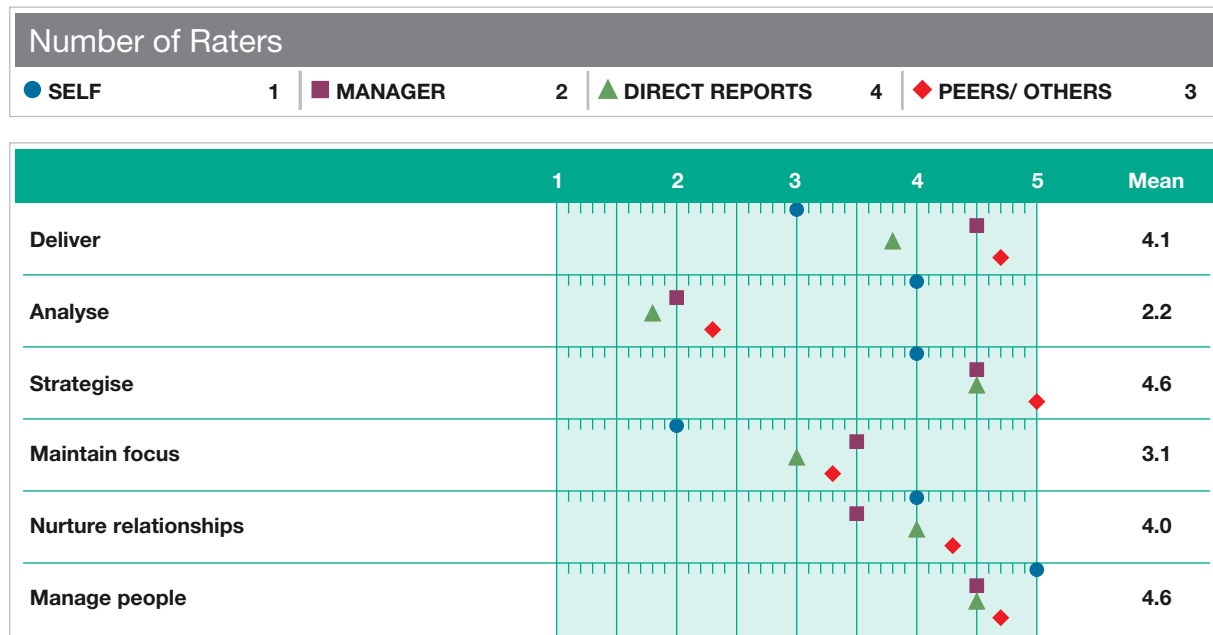 Number of Raters
SELF 1 MANAGER 2 DIRECT REPORTS 4 PEERS/ OTHERS 3
1 2 3 4 5 Mean
Deliver 4.1
Analyse 2.2
Strategise 4.6
Maintain focus 3.1
Nurture relationships 4.0
Manage people 4.6